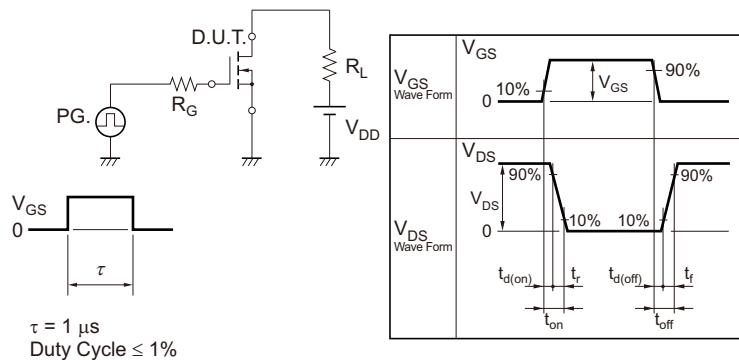 D.U.T.
R_L
R_G
PG.
V_DD
V_GS
0
τ
τ = 1 μs
Duty Cycle ≤ 1%
V_GS
Wave Form
V_GS
10%
V_GS
90%
0
V_DS
Wave Form
V_DS
90%
V_DS
90%
10%
10%
0
t_d(on)
t_r
t_d(off)
t_f
t_on
t_off